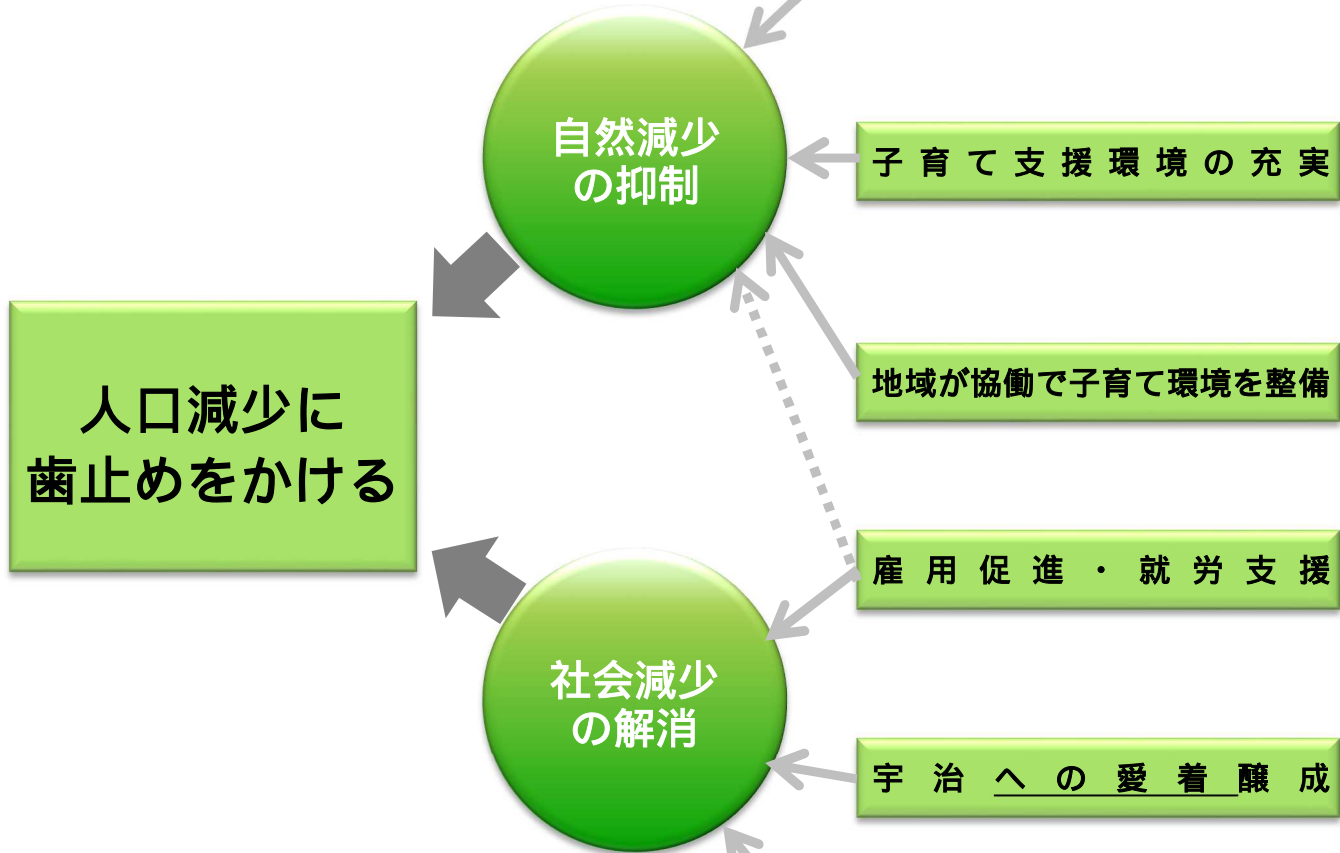 自然減少
の抑制
子育て支援環境の充実
人口減少に
歯止めをかける
地域が協働で子育て環境を整備
雇用促進・就労支援
社会減少
の解消
宇治への愛着醸成